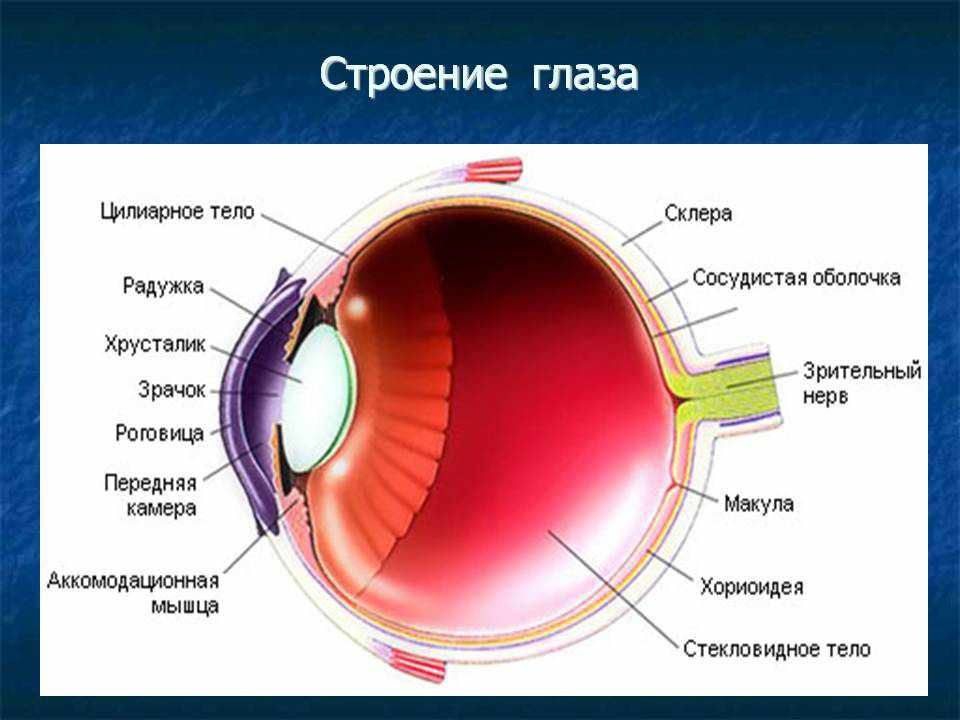 Строение глаза
Цилиарное тело
Радужка
Хрусталик
Зрачок
Роговица
Передняя
камера
Аккомодационная
мышца
Склера
Сосудистая оболочка
Зрительный
нерв
Макула
Хориоидея
Стекловидное тело